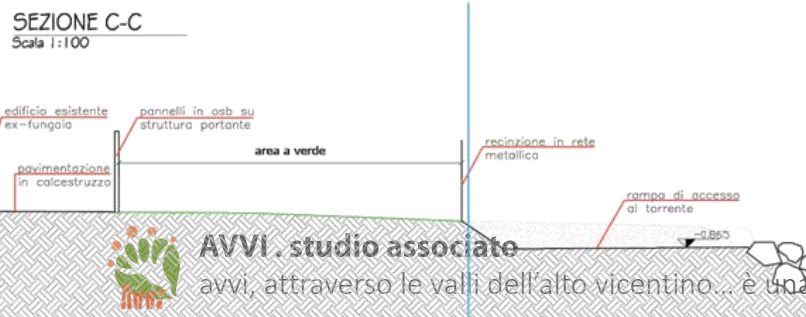 SEZIONE C-C
Scala 1:100
edificio esistente
ex-fungaia
pannelli in osb su
struttura portante
area a verde
recinzione in rete
metallica
pavimentazione
in calcestruzzo
rampa di accesso
al torrente
-0.865
AVVI . studio associato
avvi, attraverso le valli dell'alto vicentino... è una